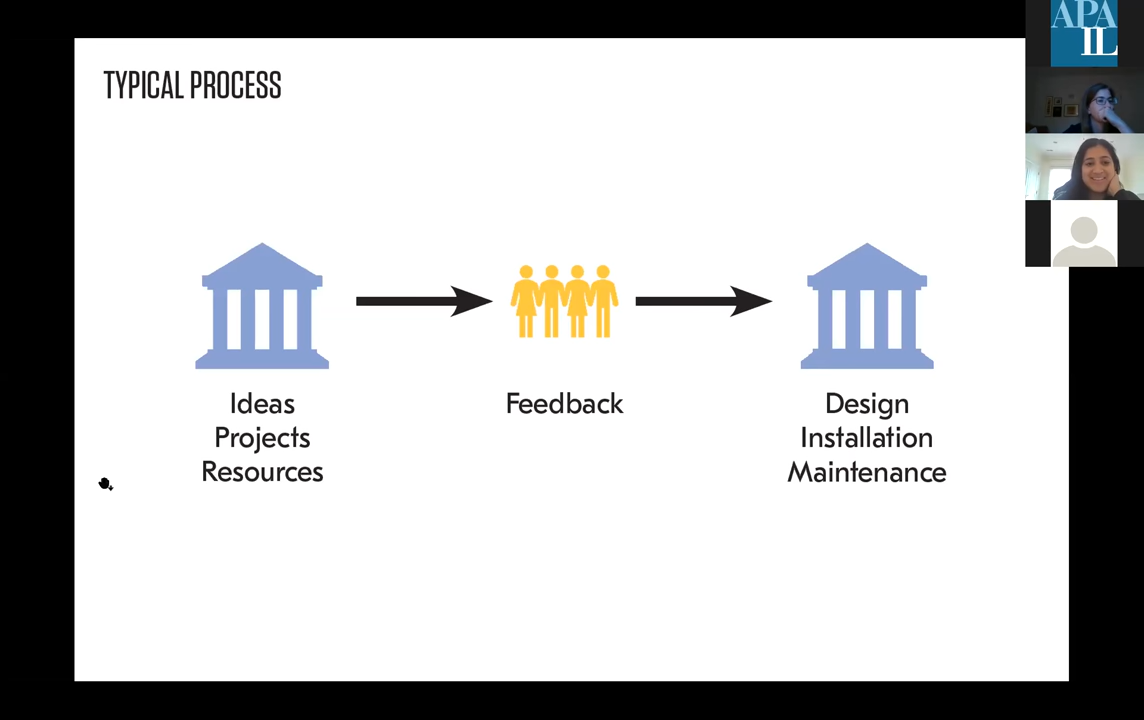 TYPICAL PROCESS
APA
IL
Ideas
Projects
Resources
Feedback
Design
Installation
Maintenance